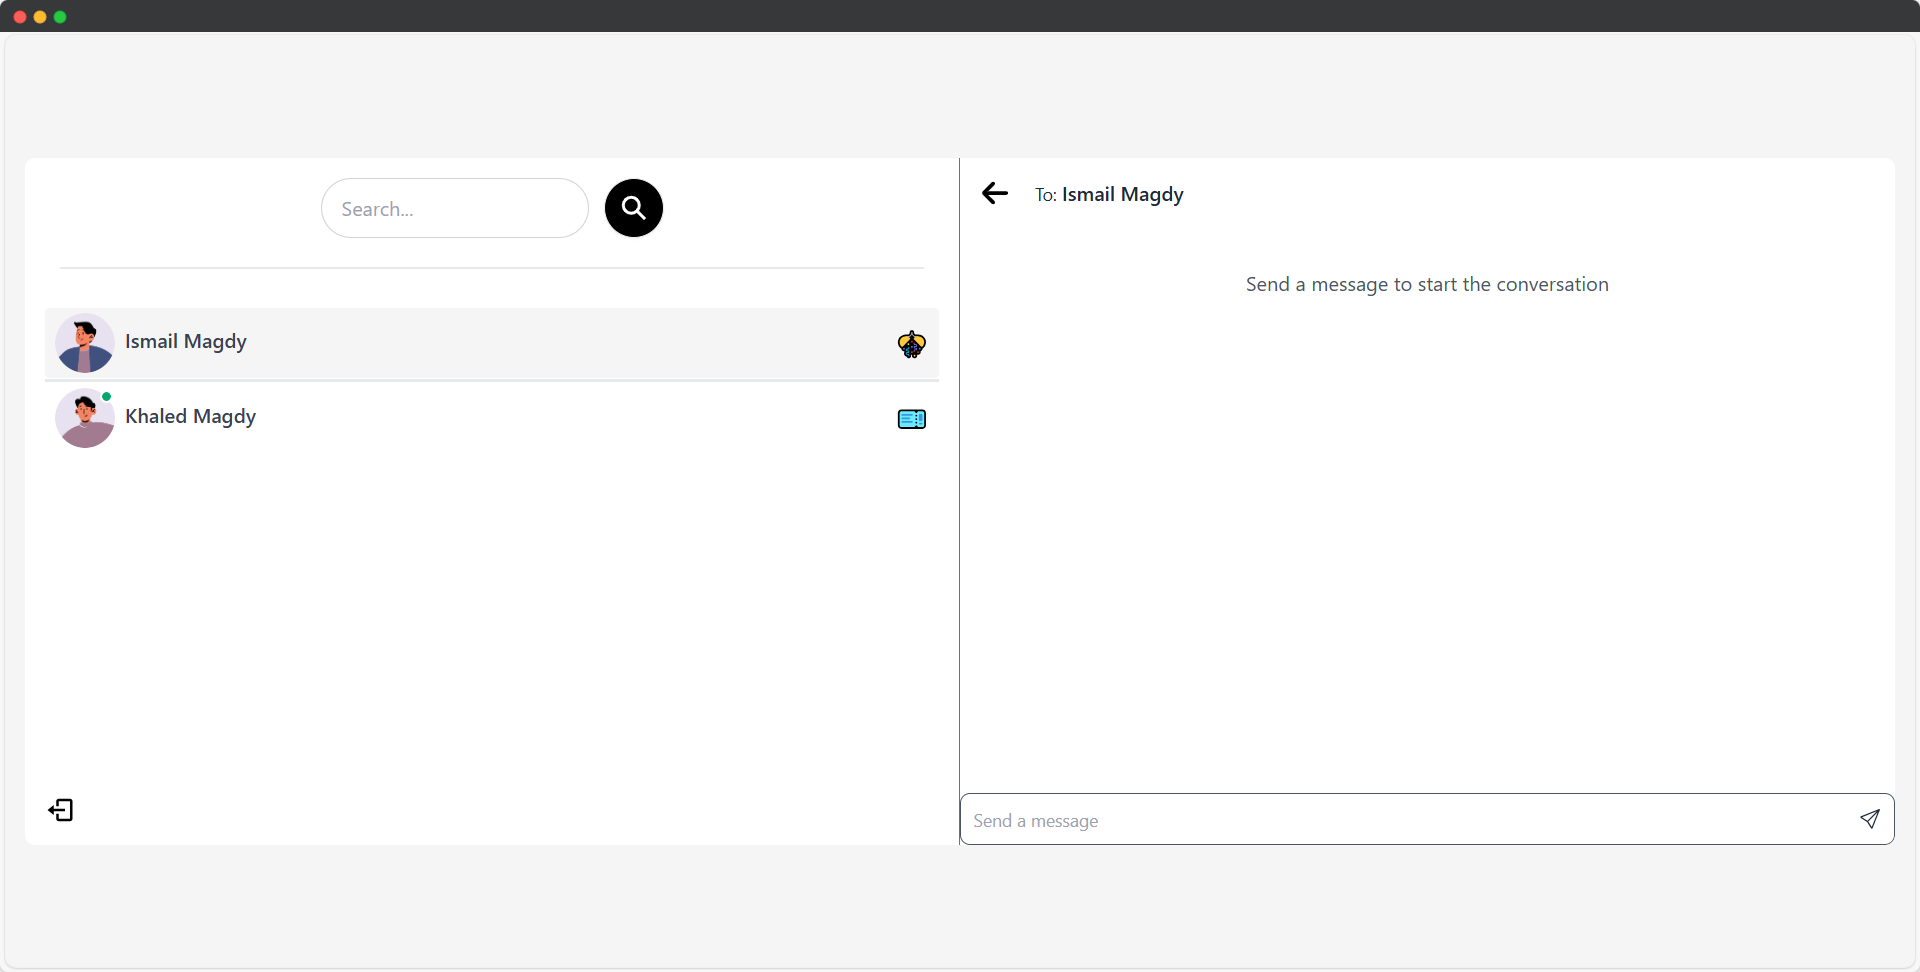 Search...
Ismail Magdy
Khaled Magdy
To: Ismail Magdy
Send a message to start the conversation
Send a message